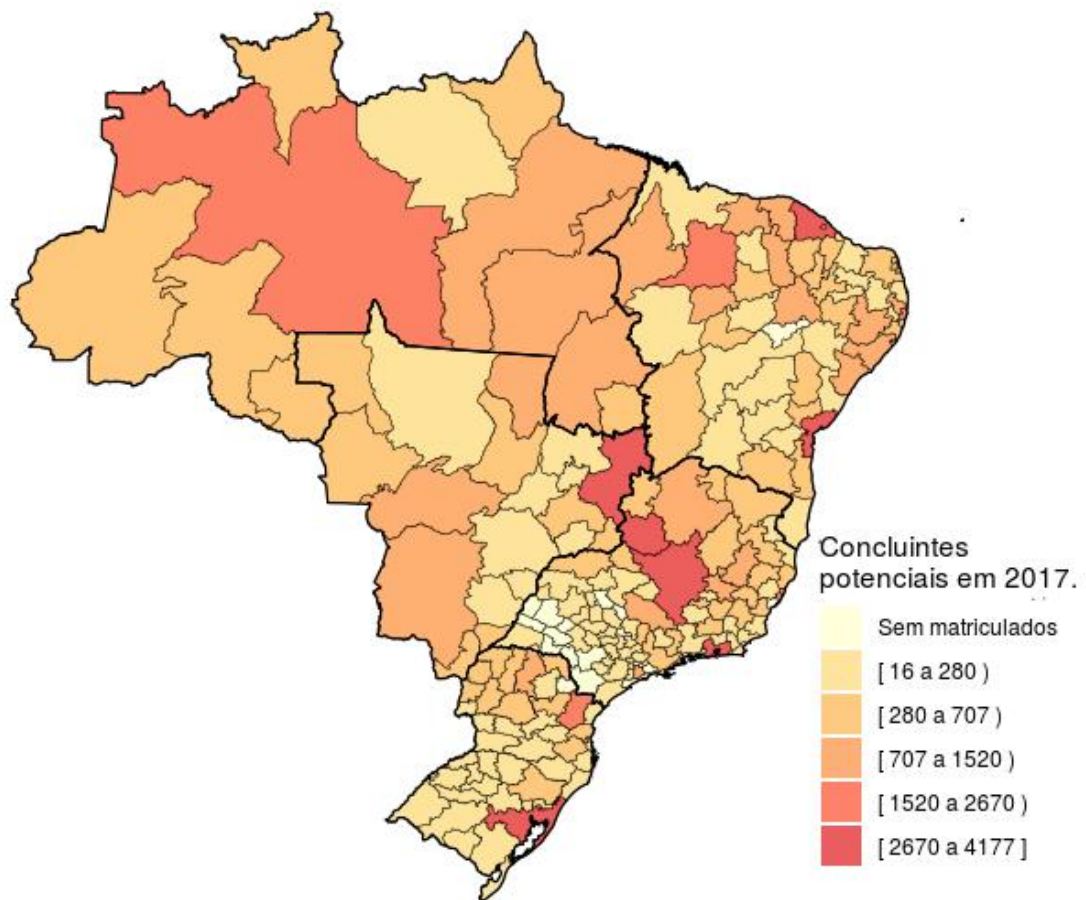 Concluintes
potenciais em 2017.
Sem matriculados
[ 16 a 280 )
[ 280 a 707 )
[ 707 a 1520 )
[ 1520 a 2670 )
[ 2670 a 4177 ]